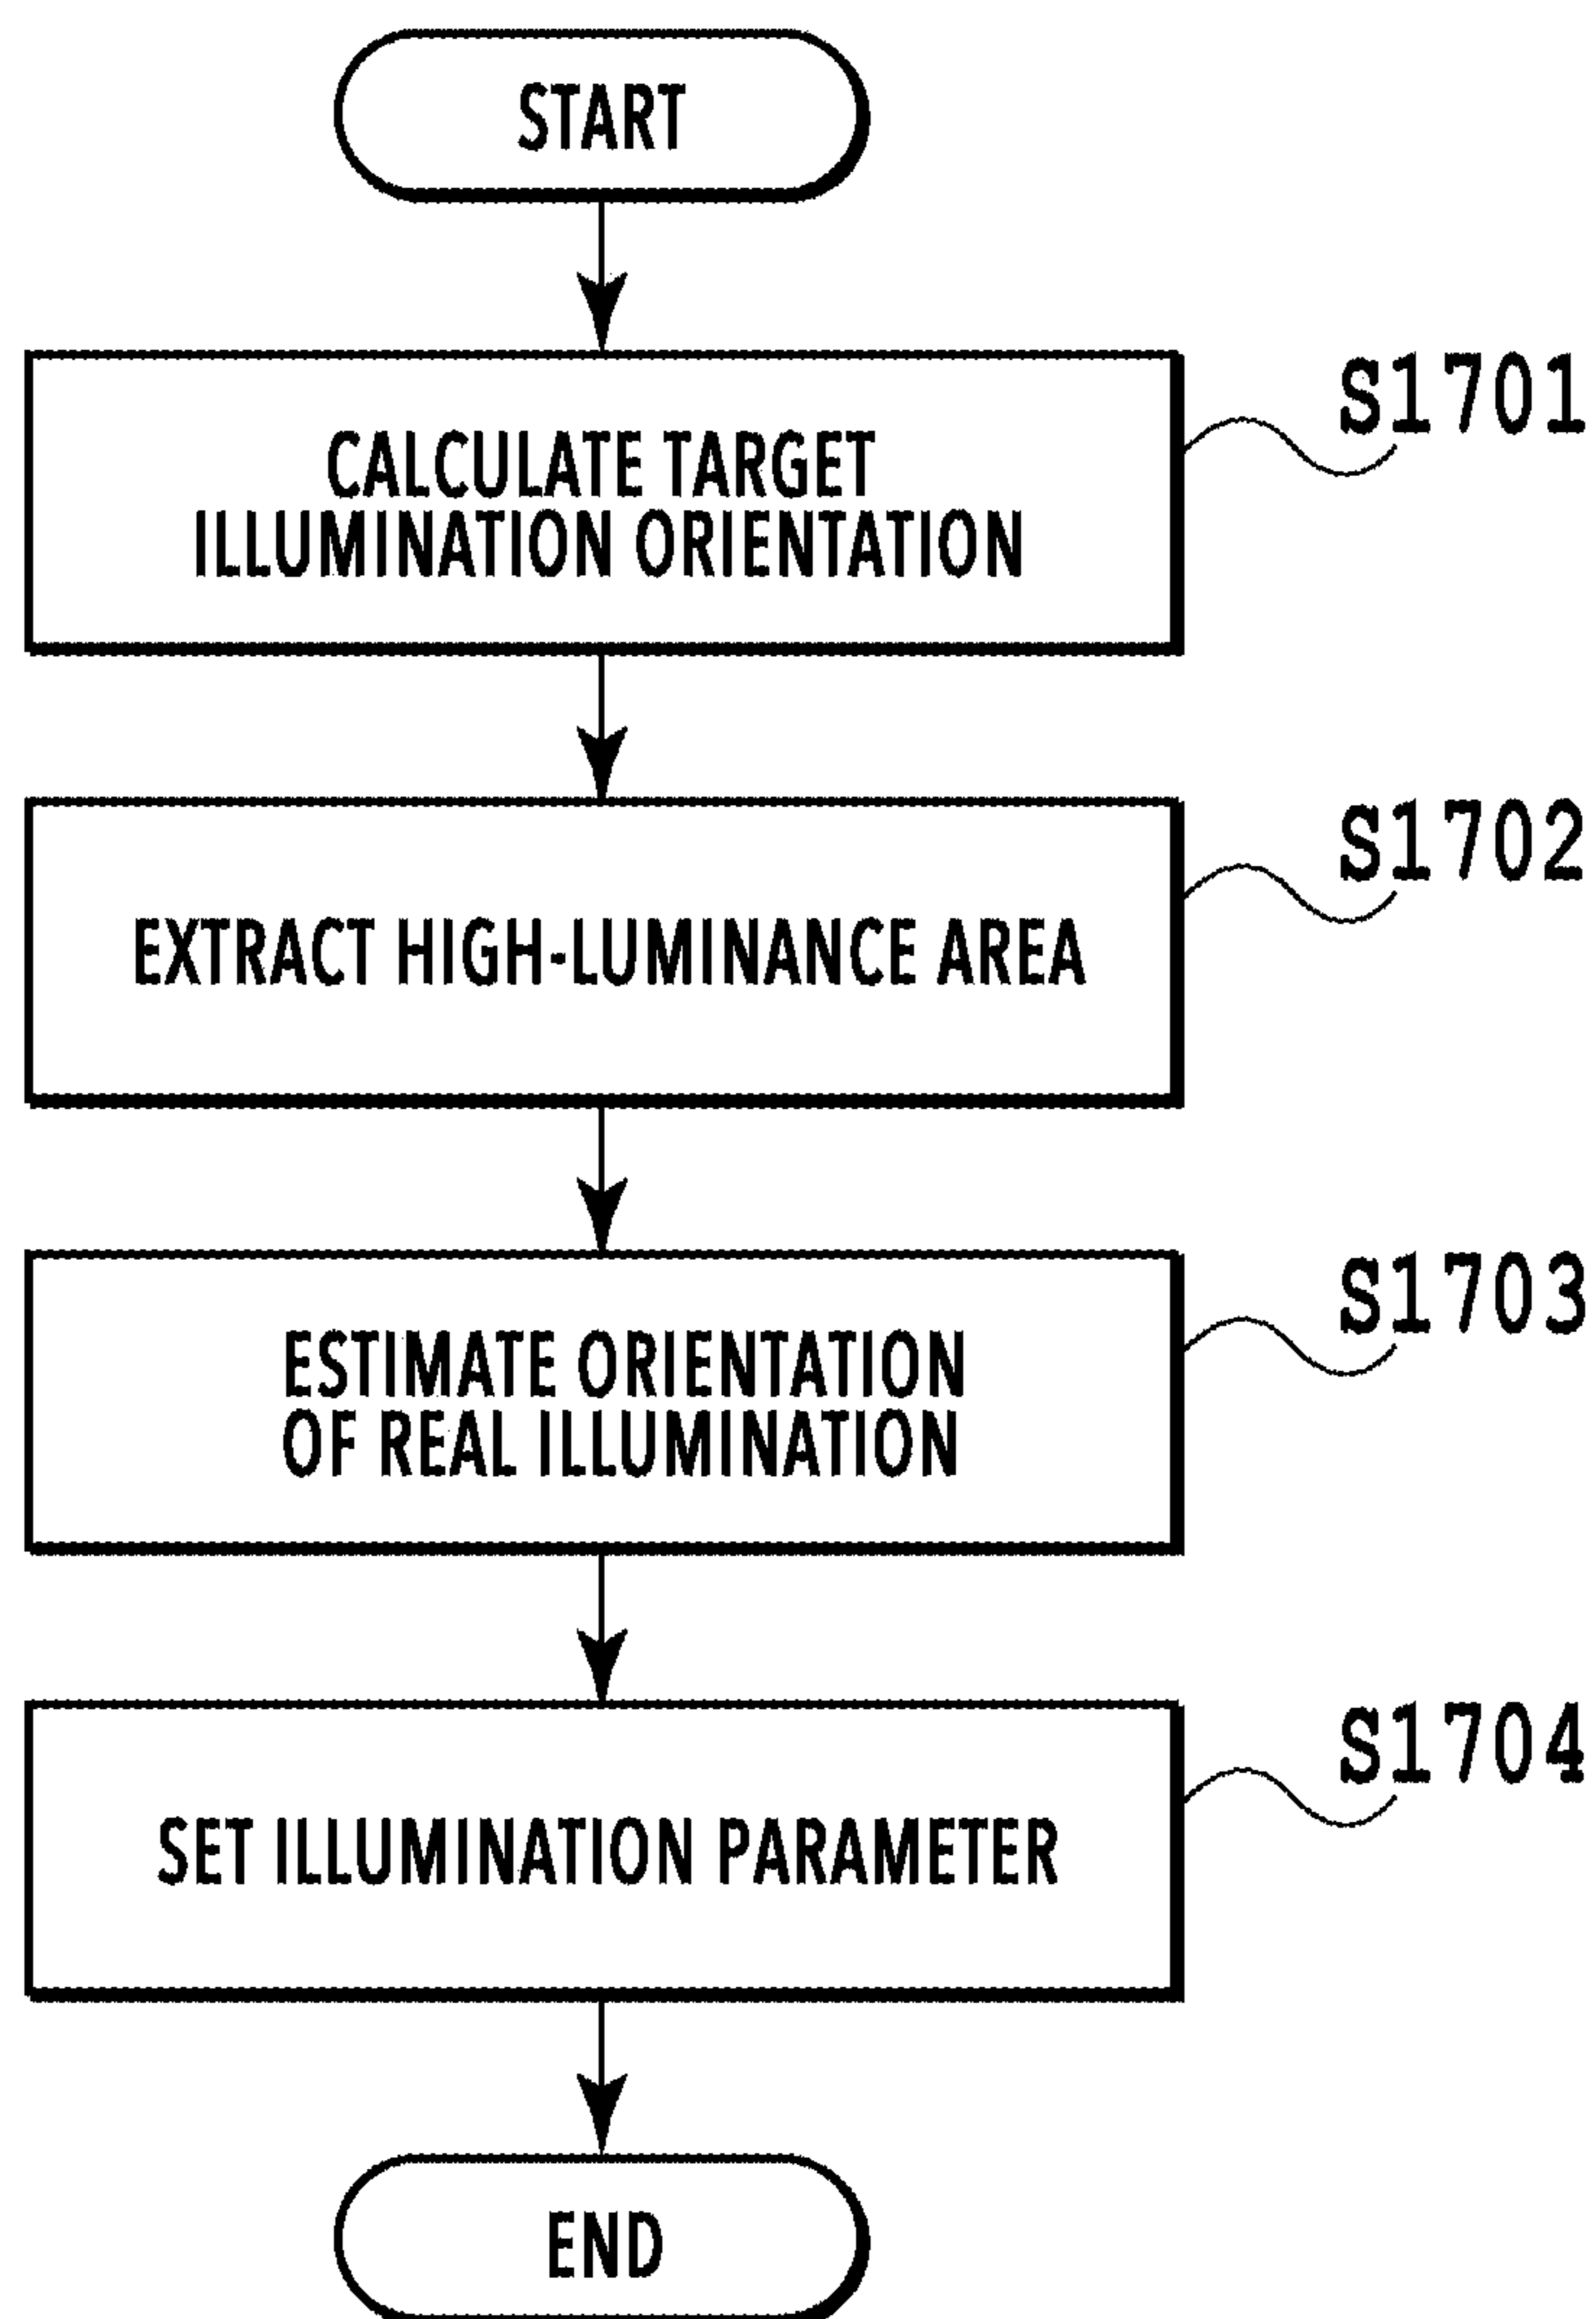 START
CALCULATE TARGET
ILLUMINATION ORIENTATION
S1701
EXTRACT HIGH-LUMINANCE AREA
S1702
ESTIMATE ORIENTATION
OF REAL ILLUMINATION
S1703
SET ILLUMINATION PARAMETER
S1704
END